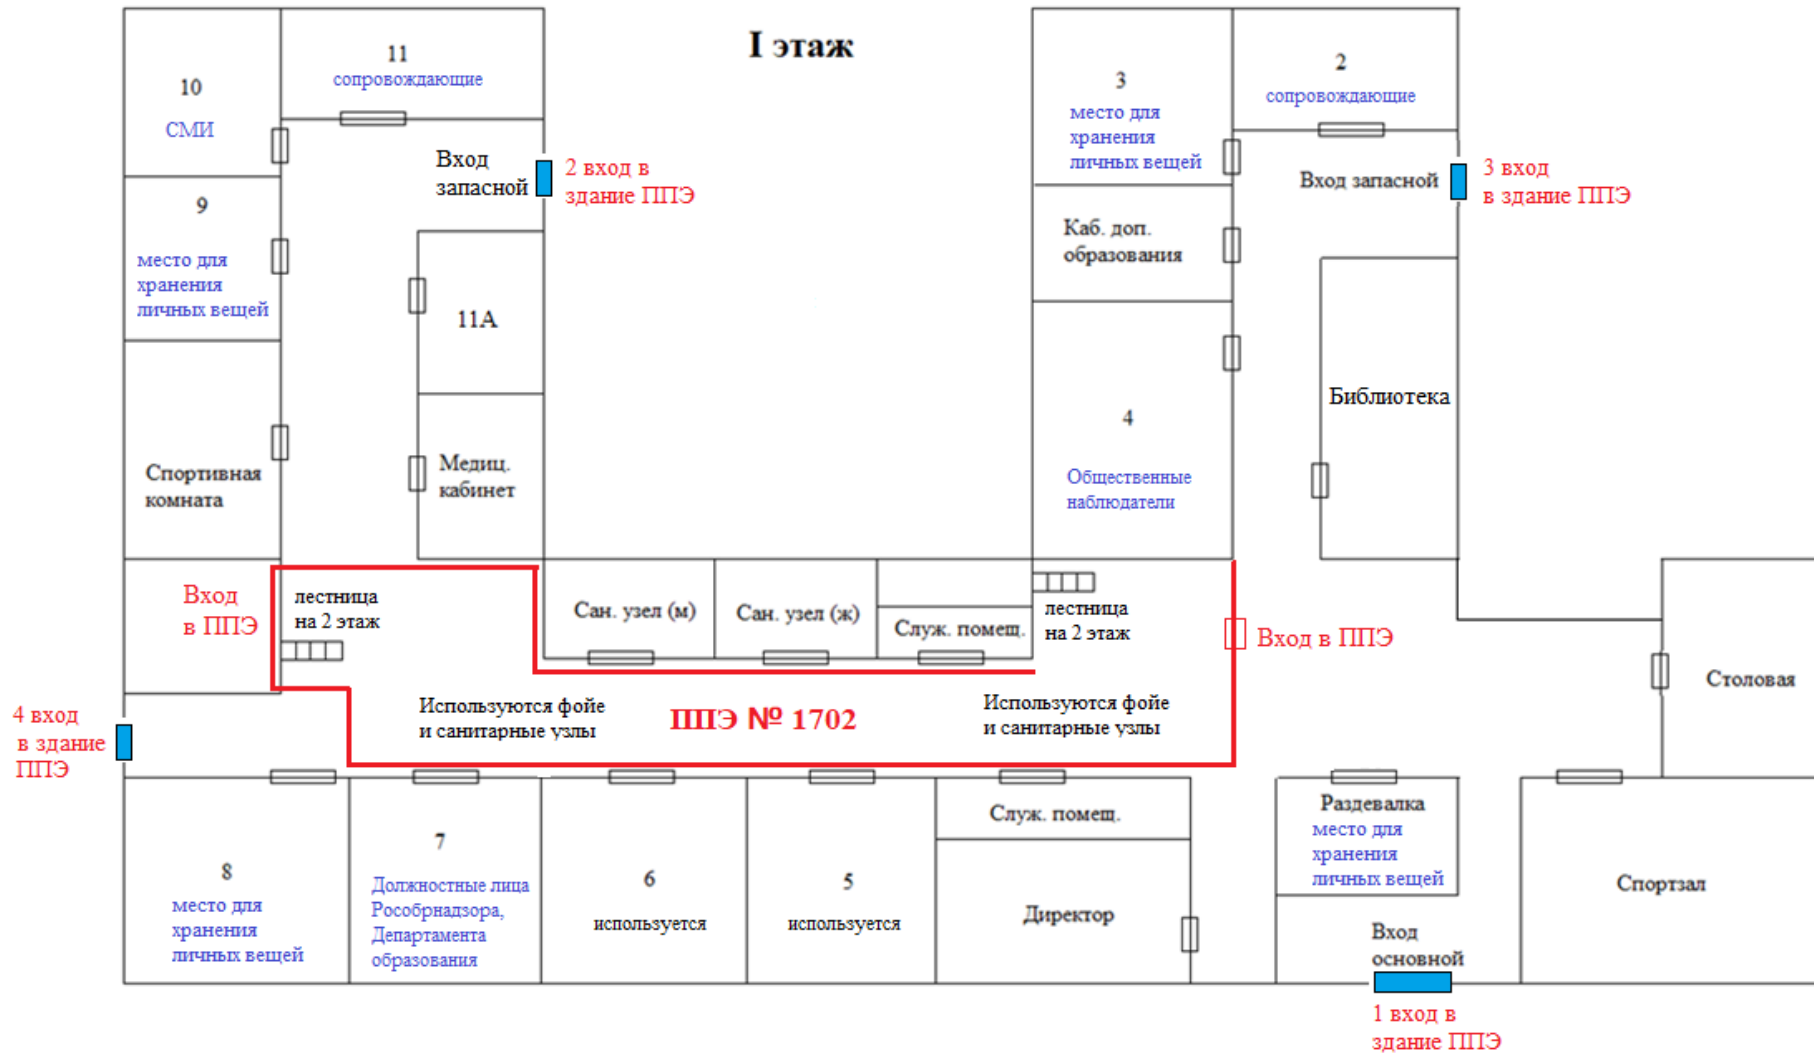 I этаж
10
СМИ
11
сопровождающие
Вход
запасной
2 вход в
здание ППЭ
3
место для
хранения
личных вещей
2
сопровождающие
Вход запасной
3 вход
в здание ППЭ
9
место для
хранения
личных вещей
11А
Каб. доп.
образования
Библиотека
4
Общественные
наблюдатели
Спортивная
комната
Медиц.
кабинет
Вход
в ППЭ
лестница
на 2 этаж
Сан. узел (м)
Сан. узел (ж)
Служ. помещ.
лестница
на 2 этаж
Вход в ППЭ
Столовая
4 вход
в здание
ППЭ
Используются фойе
и санитарные узлы
ППЭ № 1702
Используются фойе
и санитарные узлы
8
место для
хранения
личных вещей
7
Должностные лица
Рособрнадзора,
Департамента
образования
6
используется
5
используется
Служ. помещ.
Директор
Раздевалка
место для
хранения
личных вещей
Спортзал
Вход
основной
1 вход в
здание ППЭ